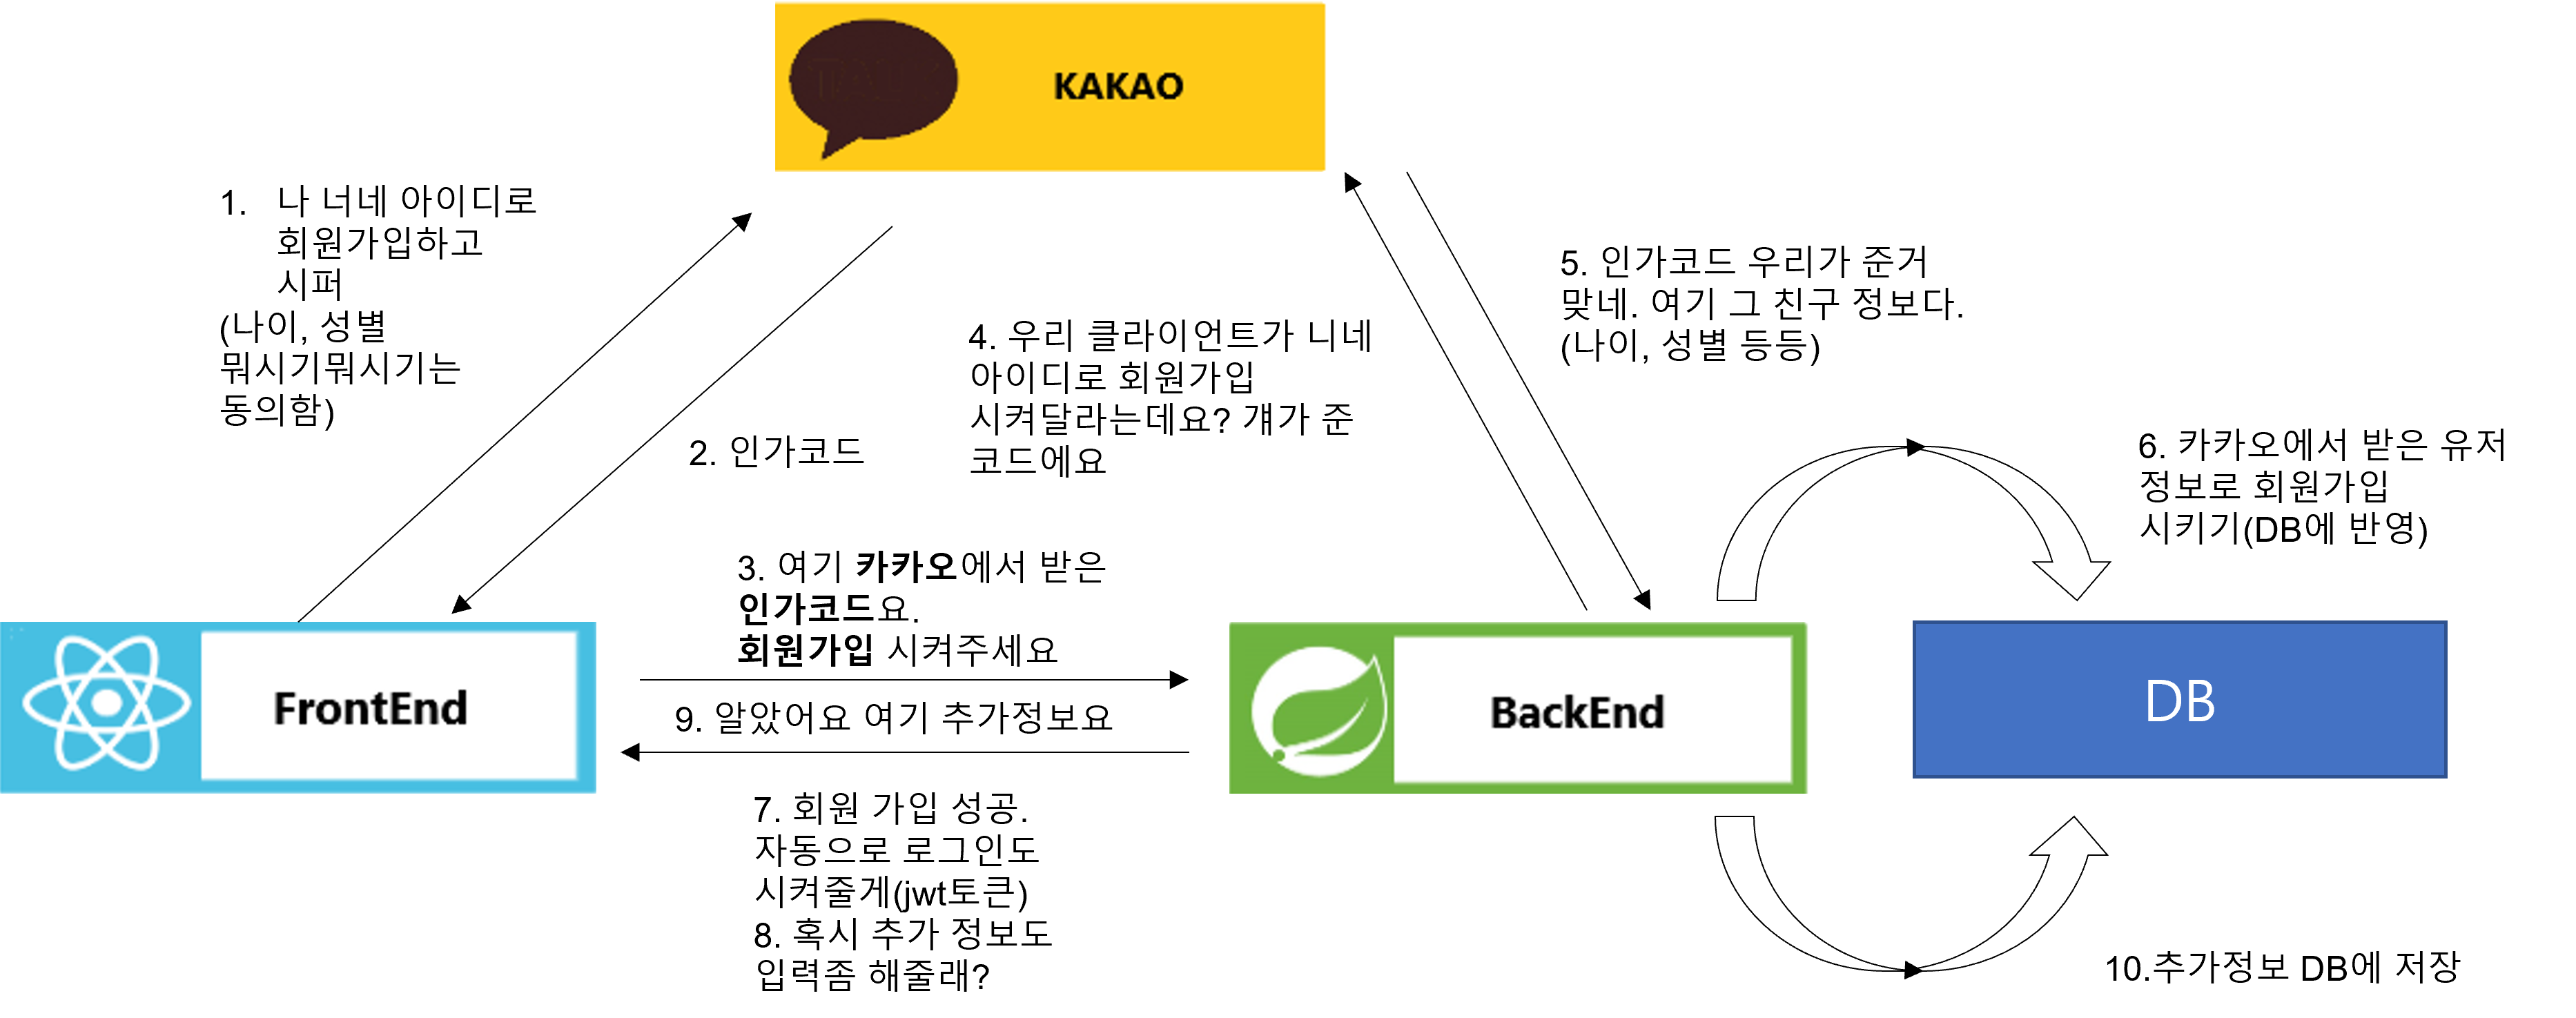 KAKAO
1. 나 너네 아이디로
회원가입하고
시퍼
(나이, 성별
뭐시기뭐시기는
동의함)
2. 인가코드
4. 우리 클라이언트가 니네
아이디로 회원가입
시켜달라는데요? 걔가 준
코드에요
5. 인가코드 우리가 준거
맞네. 여기 그 친구 정보다.
(나이, 성별 등등)
6. 카카오에서 받은 유저
정보로 회원가입
시키기(DB에 반영)
3. 여기 카카오에서 받은
인가코드요.
회원가입 시켜주세요
FrontEnd
9. 알았어요 여기 추가정보요
BackEnd
DB
7. 회원 가입 성공.
자동으로 로그인도
시켜줄게(jwt토큰)
8. 혹시 추가 정보도
입력좀 해줄래?
10.추가정보 DB에 저장